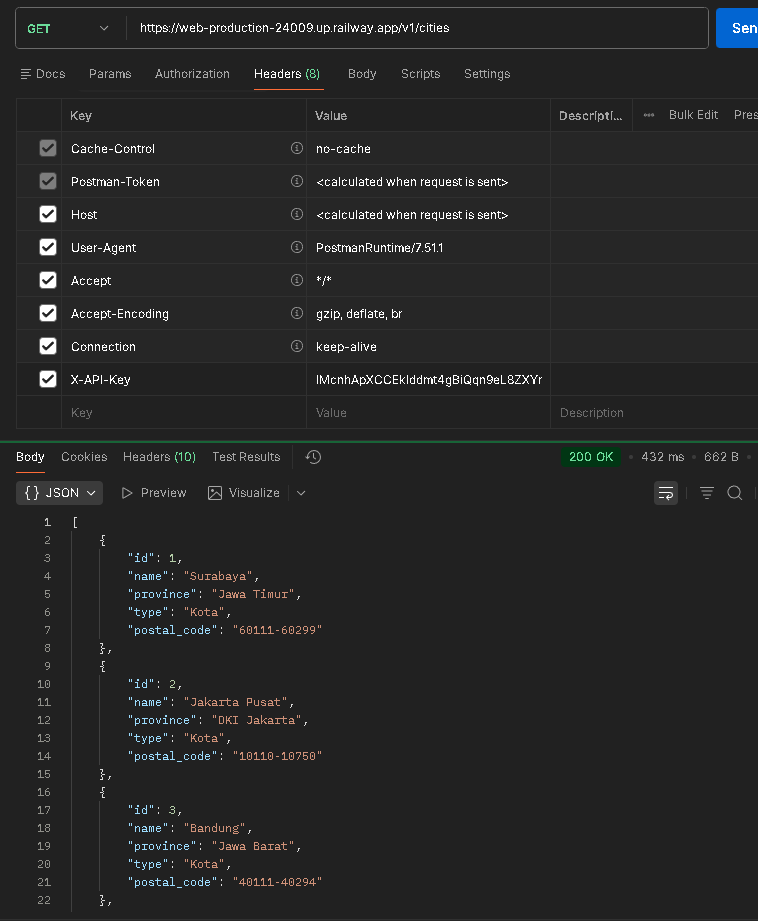 GET https://web-production-24009.up.railway.app/v1/cities Sen
Docs Params Authorization Headers (8) Body Scripts Settings
Key Value Descripti... ••• Bulk Edit Pres
Cache-Control no-cache
Postman-Token <calculated when request is sent>
Host <calculated when request is sent>
User-Agent PostmanRuntime/7.51.1
Accept */*
Accept-Encoding gzip, deflate, br
Connection keep-alive
X-API-Key IMcnhApXCCEkIddmt4gBiQqn9eL8ZXYr
Key Value Description
Body Cookies Headers (10) Test Results 200 OK • 432 ms • 662 B •
{} JSON Preview Visualize
1 [
2 {
3 "id": 1,
4 "name": "Surabaya",
5 "province": "Jawa Timur",
6 "type": "Kota",
7 "postal_code": "60111-60299"
8 },
9 {
10 "id": 2,
11 "name": "Jakarta Pusat",
12 "province": "DKI Jakarta",
13 "type": "Kota",
14 "postal_code": "10110-10750"
15 },
16 {
17 "id": 3,
18 "name": "Bandung",
19 "province": "Jawa Barat",
20 "type": "Kota",
21 "postal_code": "40111-40294"
22 },